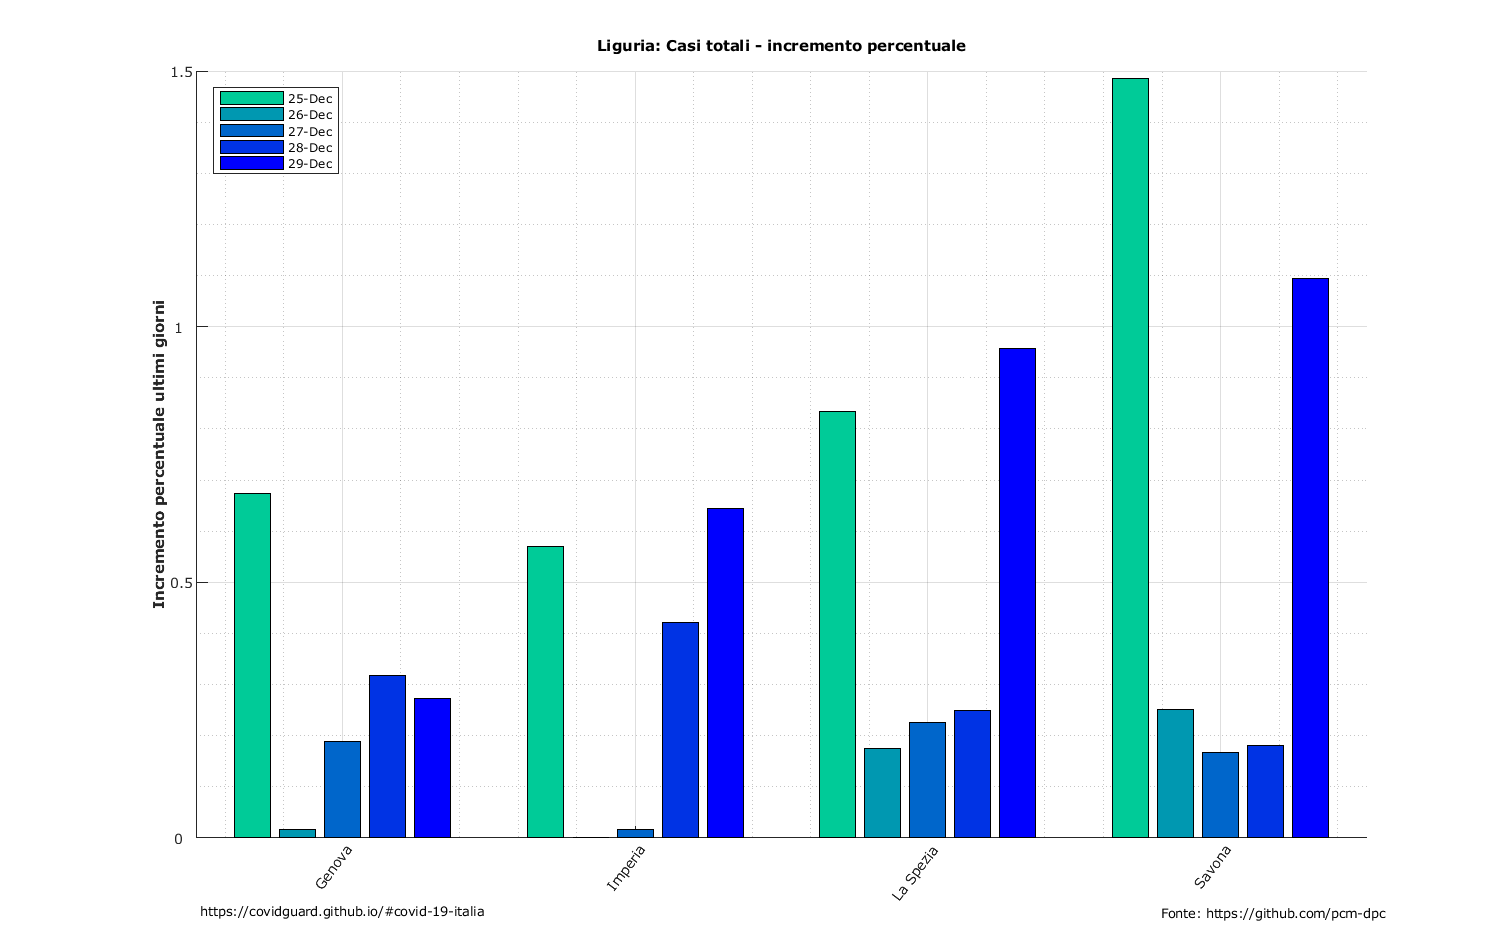 Liguria: Casi totali - incremento percentuale
1.5
25-Dec
26-Dec
27-Dec
28-Dec
29-Dec
Incremento percentuale ultimi giorni
1
0.5
0
Genova
Imperia
La Spezia
Savona
https://covidguard.github.io/#covid-19-italia
Fonte: https://github.com/pcm-dpc